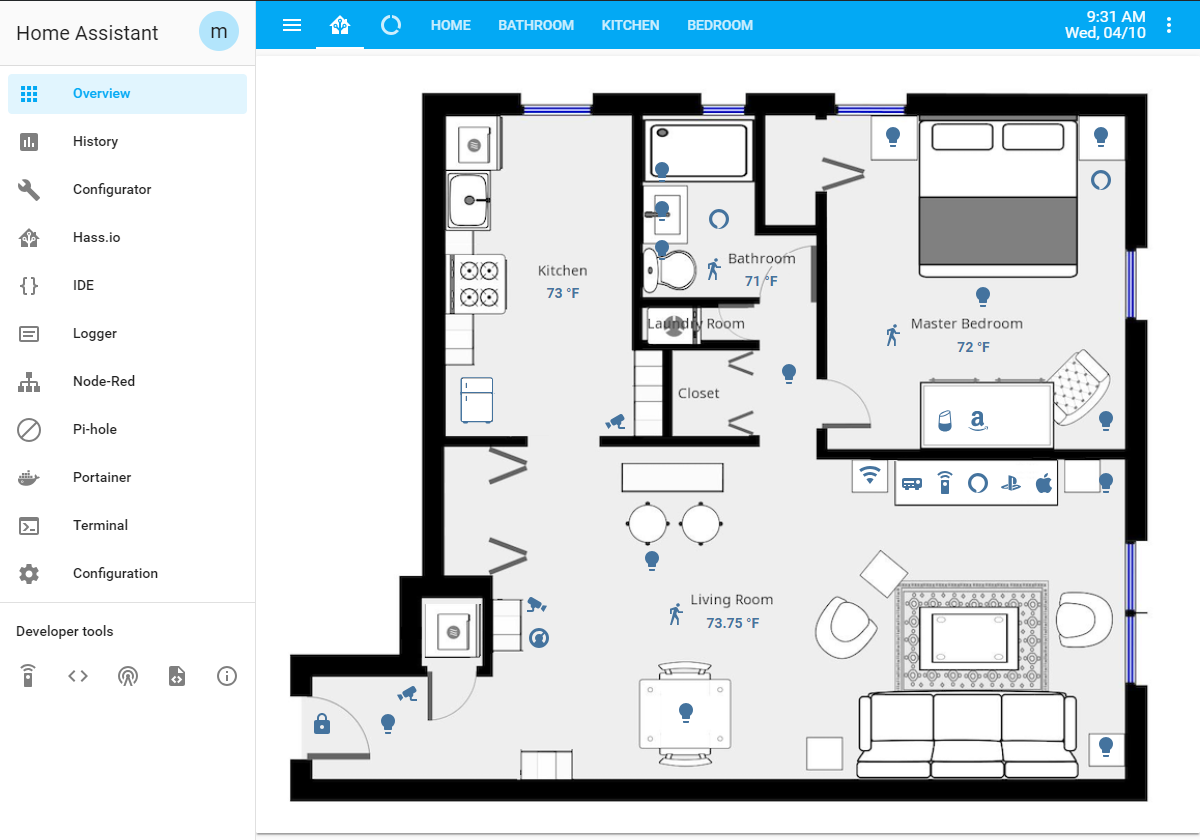 Home Assistant
m
HOME
BATHROOM
KITCHEN
BEDROOM
9:31 AM
Wed, 04/10
Overview
History
Configurator
Hass.io
IDE
Logger
Node-Red
Pi-hole
Portainer
Terminal
Configuration
Developer tools
Kitchen
73 °F
Bathroom
71 °F
Laundry Room
Master Bedroom
72 °F
Closet
Living Room
73.75 °F